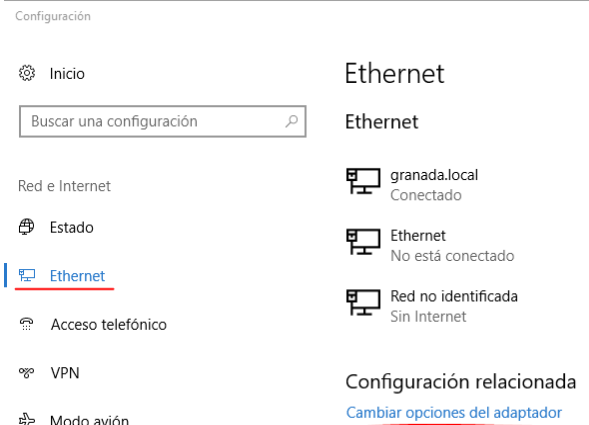 Configuración
Inicio
Buscar una configuración
Red e Internet
Estado
Ethernet
Acceso telefónico
VPN
Modo avión
Ethernet
Ethernet
granada.local
Conectado
Ethernet
No está conectado
Red no identificada
Sin Internet
Configuración relacionada
Cambiar opciones del adaptador